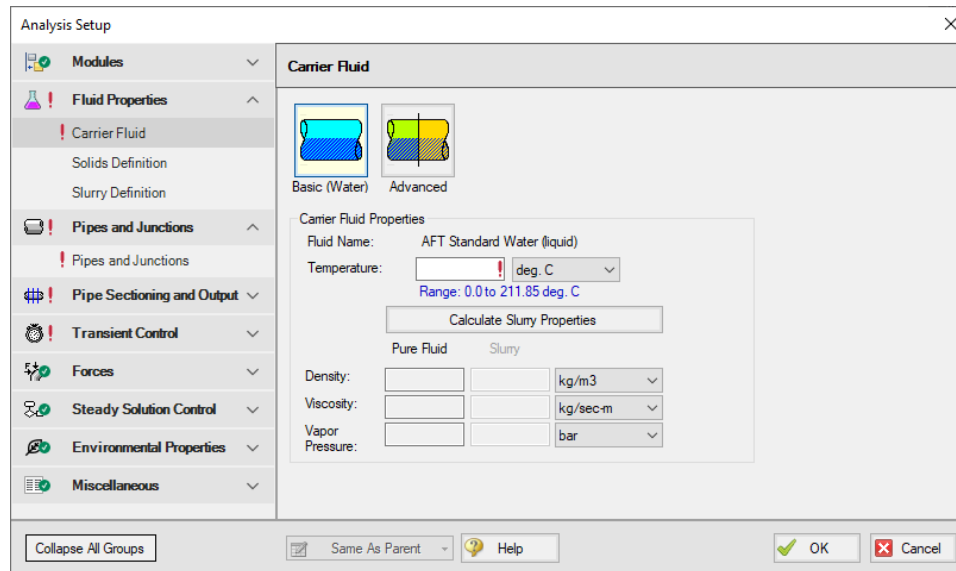 Analysis Setup
Modules
Fluid Properties
Carrier Fluid
Solids Definition
Slurry Definition
Pipes and Junctions
Pipes and Junctions
Pipe Sectioning and Output
Transient Control
Forces
Steady Solution Control
Environmental Properties
Miscellaneous
Carrier Fluid
Basic (Water) Advanced
Carrier Fluid Properties
Fluid Name: AFT Standard Water (liquid)
Temperature: deg. C
Range: 0.0 to 211.85 deg. C
Calculate Slurry Properties
Pure Fluid Slurry
Density: kg/m3
Viscosity: kg/sec-m
Vapor
Pressure: bar
Collapse All Groups Same As Parent Help OK Cancel